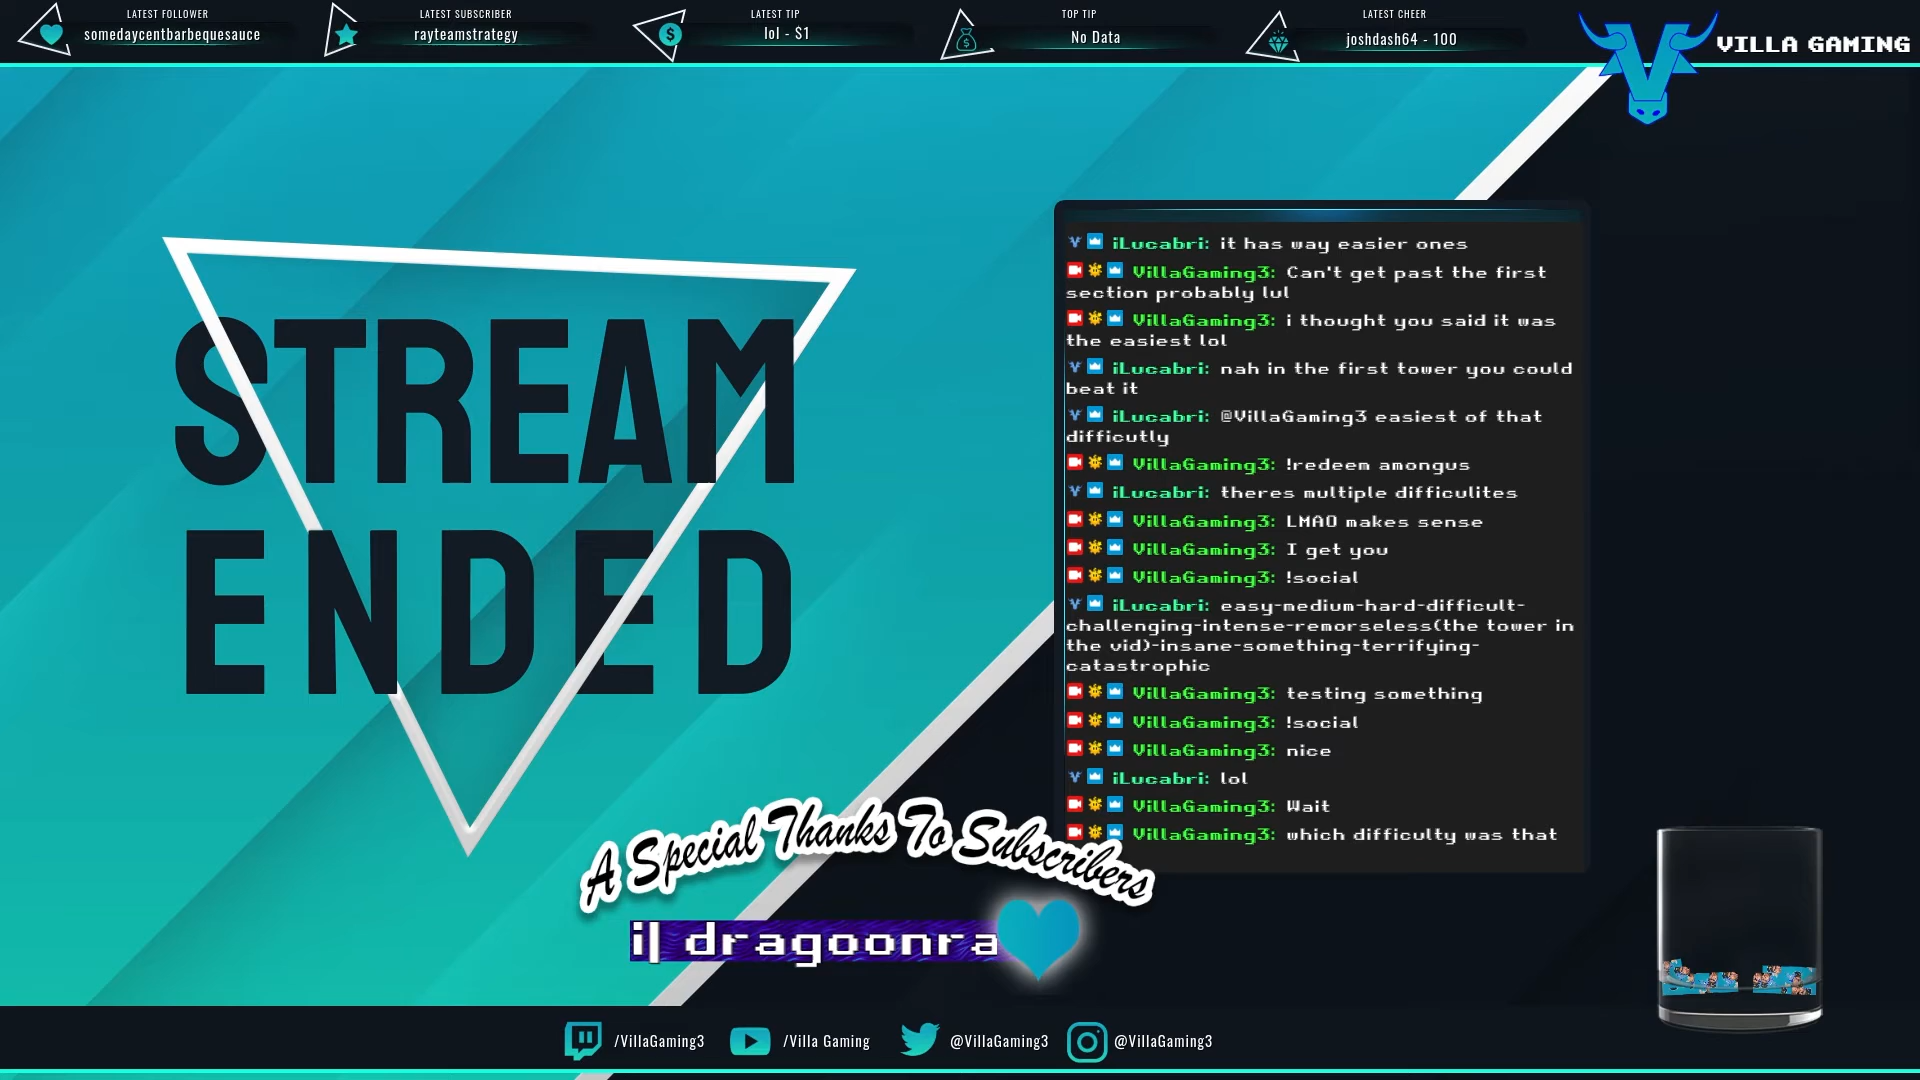 LATEST FOLLOWER
somedaycentbarbequesauce
LATEST SUBSCRIBER
rayteamstrategy
LATEST TIP
lol - $1
TOP TIP
No Data
LATEST CHEER
joshdash64 - 100
VILLA GAMING
STREAM
ENDED
iLucabri: it has way easier ones
VillaGaming3: Can't get past the first
section probably lul
VillaGaming3: i thought you said it was
the easiest lol
iLucabri: nah in the first tower you could
beat it
iLucabri: @VillaGaming3 easiest of that
difficutly
VillaGaming3: !redeem amongus
iLucabri: theres multiple difficulites
VillaGaming3: LMAO makes sense
VillaGaming3: I get you
VillaGaming3: !social
iLucabri: easy-medium-hard-difficult-
challenging-intense-remorseless(the tower in
the vid)-insane-something-terrifying-
catastrophic
VillaGaming3: testing something
VillaGaming3: !social
VillaGaming3: nice
iLucabri: lol
VillaGaming3: Wait
VillaGaming3: which difficulty was that
A Special Thanks To Subscribers
dragoonra
/VillaGaming3
/Villa Gaming
@VillaGaming3
@VillaGaming3